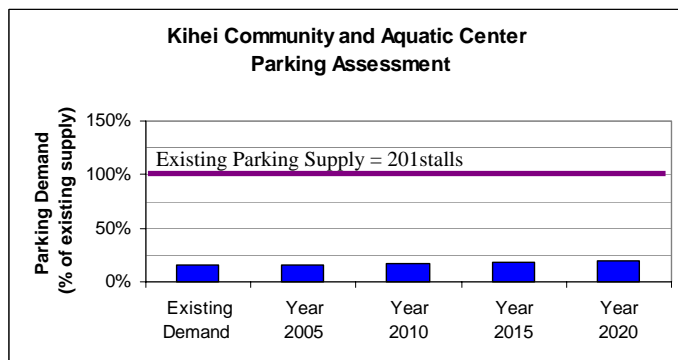 Kihei Community and Aquatic Center
Parking Assessment
Parking Demand
(% of existing supply)
150%
100%
50%
0%
Existing Parking Supply = 201stalls
Existing
Demand
Year
2005
Year
2010
Year
2015
Year
2020